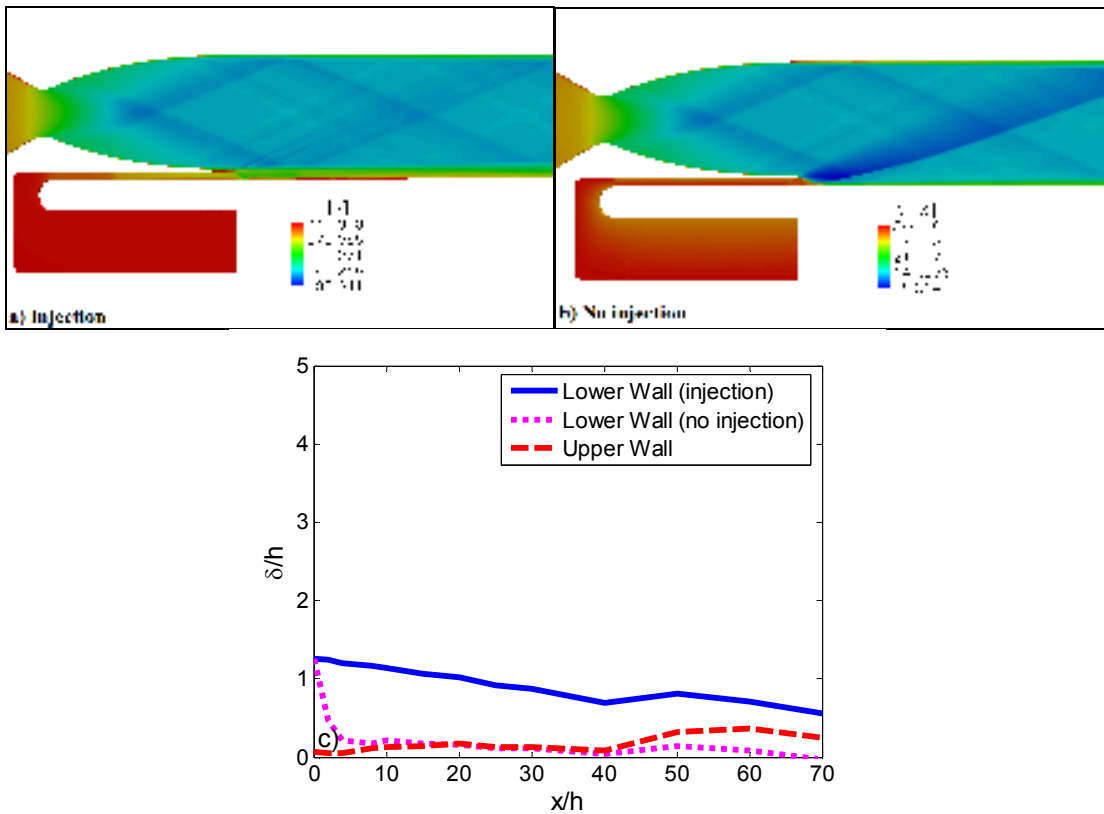 a) Injection
b) No injection
5
4
3
2
1
0
δ/h
Lower Wall (injection)
Lower Wall (no injection)
Upper Wall
c)
0 10 20 30 40 50 60 70
x/h